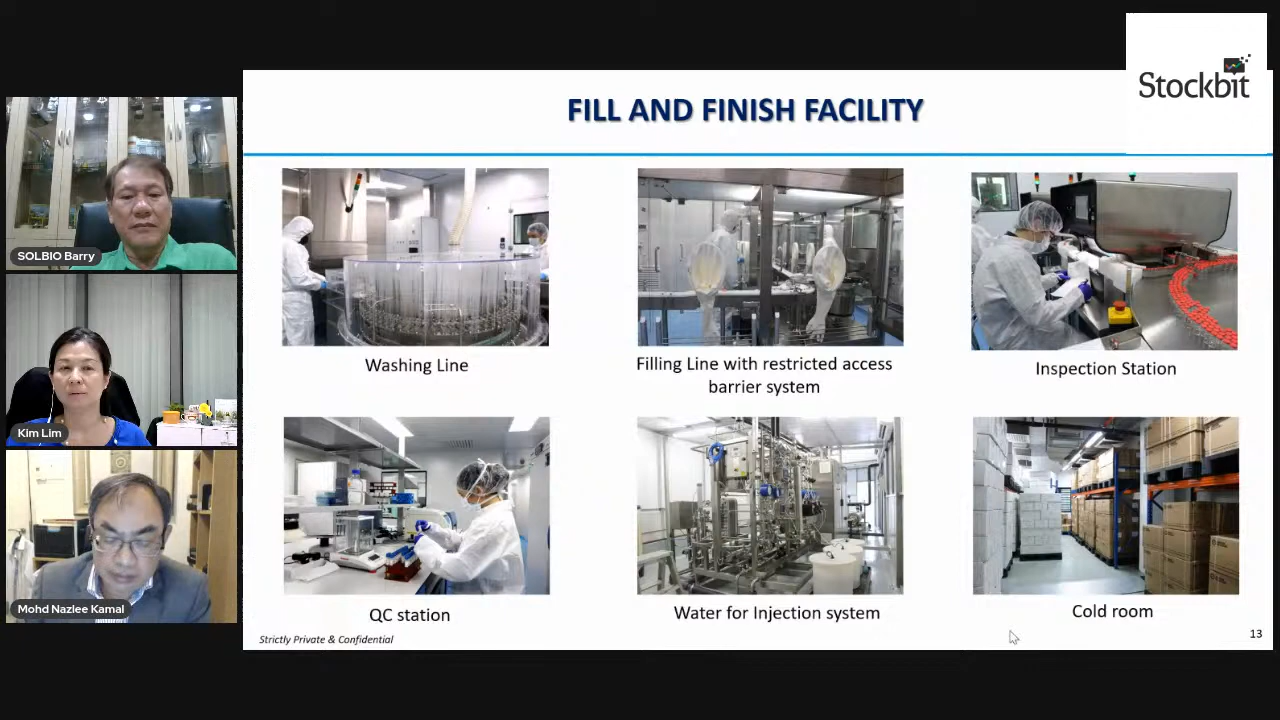 Stockbit
FILL AND FINISH FACILITY
SOLBIO Barry
Kim Lim
Mohd Nazlee Kamal
Washing Line
Filling Line with restricted access
barrier system
Inspection Station
QC station
Water for Injection system
Cold room
Strictly Private & Confidential
13